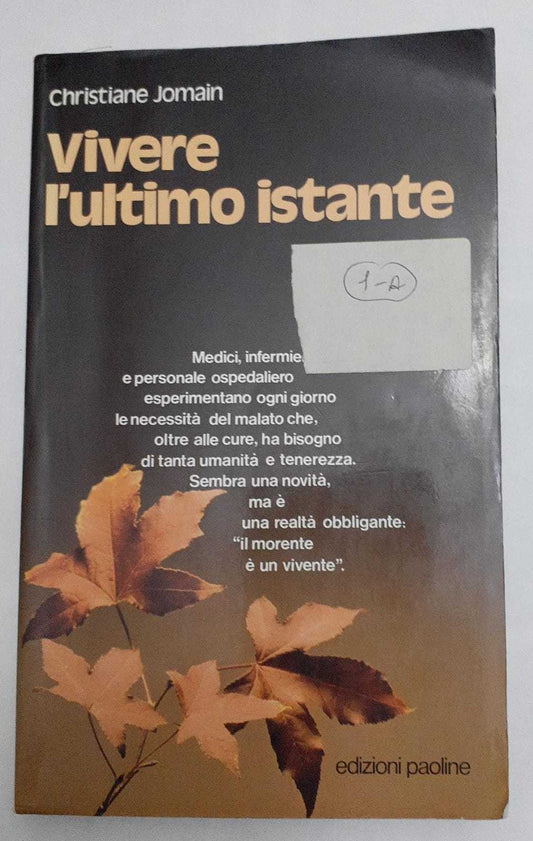 Christiane Jomain
Vivere
l'ultimo istante
1-A
Medici, infermie
e personale ospedaliero
esperimentano ogni giorno
le necessità del malato che,
oltre alle cure, ha bisogno
di tanta umanità e tenerezza.
Sembra una novità,
ma è
una realtà obbligante:
“il morente
è un vivente”.
edizioni paoline